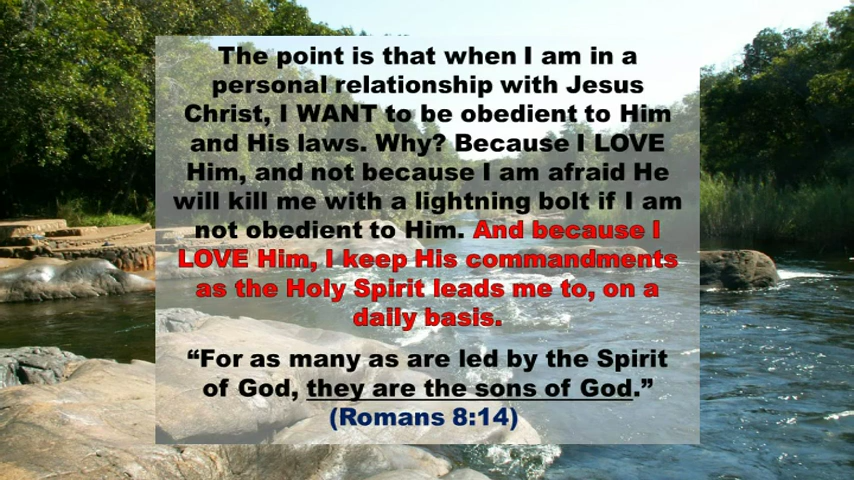 The point is that when I am in a
personal relationship with Jesus
Christ, I WANT to be obedient to Him
and His laws. Why? Because I LOVE
Him, and not because I am afraid He
will kill me with a lightning bolt if I am
not obedient to Him. And because I
LOVE Him, I keep His commandments
as the Holy Spirit leads me to, on a
daily basis.
“For as many as are led by the Spirit
of God, they are the sons of God.”
(Romans 8:14)